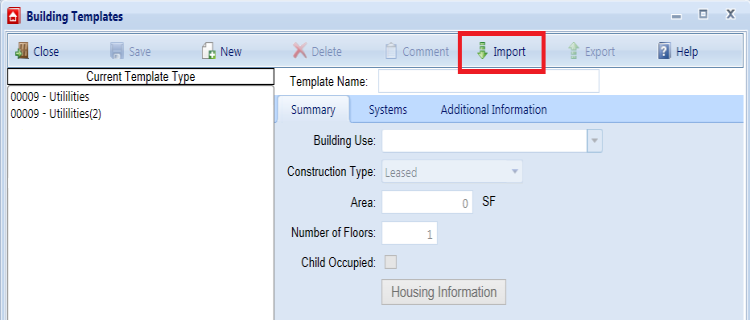 Building Templates
Close Save New Delete Comment Import Export Help
Current Template Type
Template Name:
00009 - Utililities
00009 - Utililities(2)
Summary Systems Additional Information
Building Use:
Construction Type: Leased
Area: 0 SF
Number of Floors: 1
Child Occupied:
Housing Information